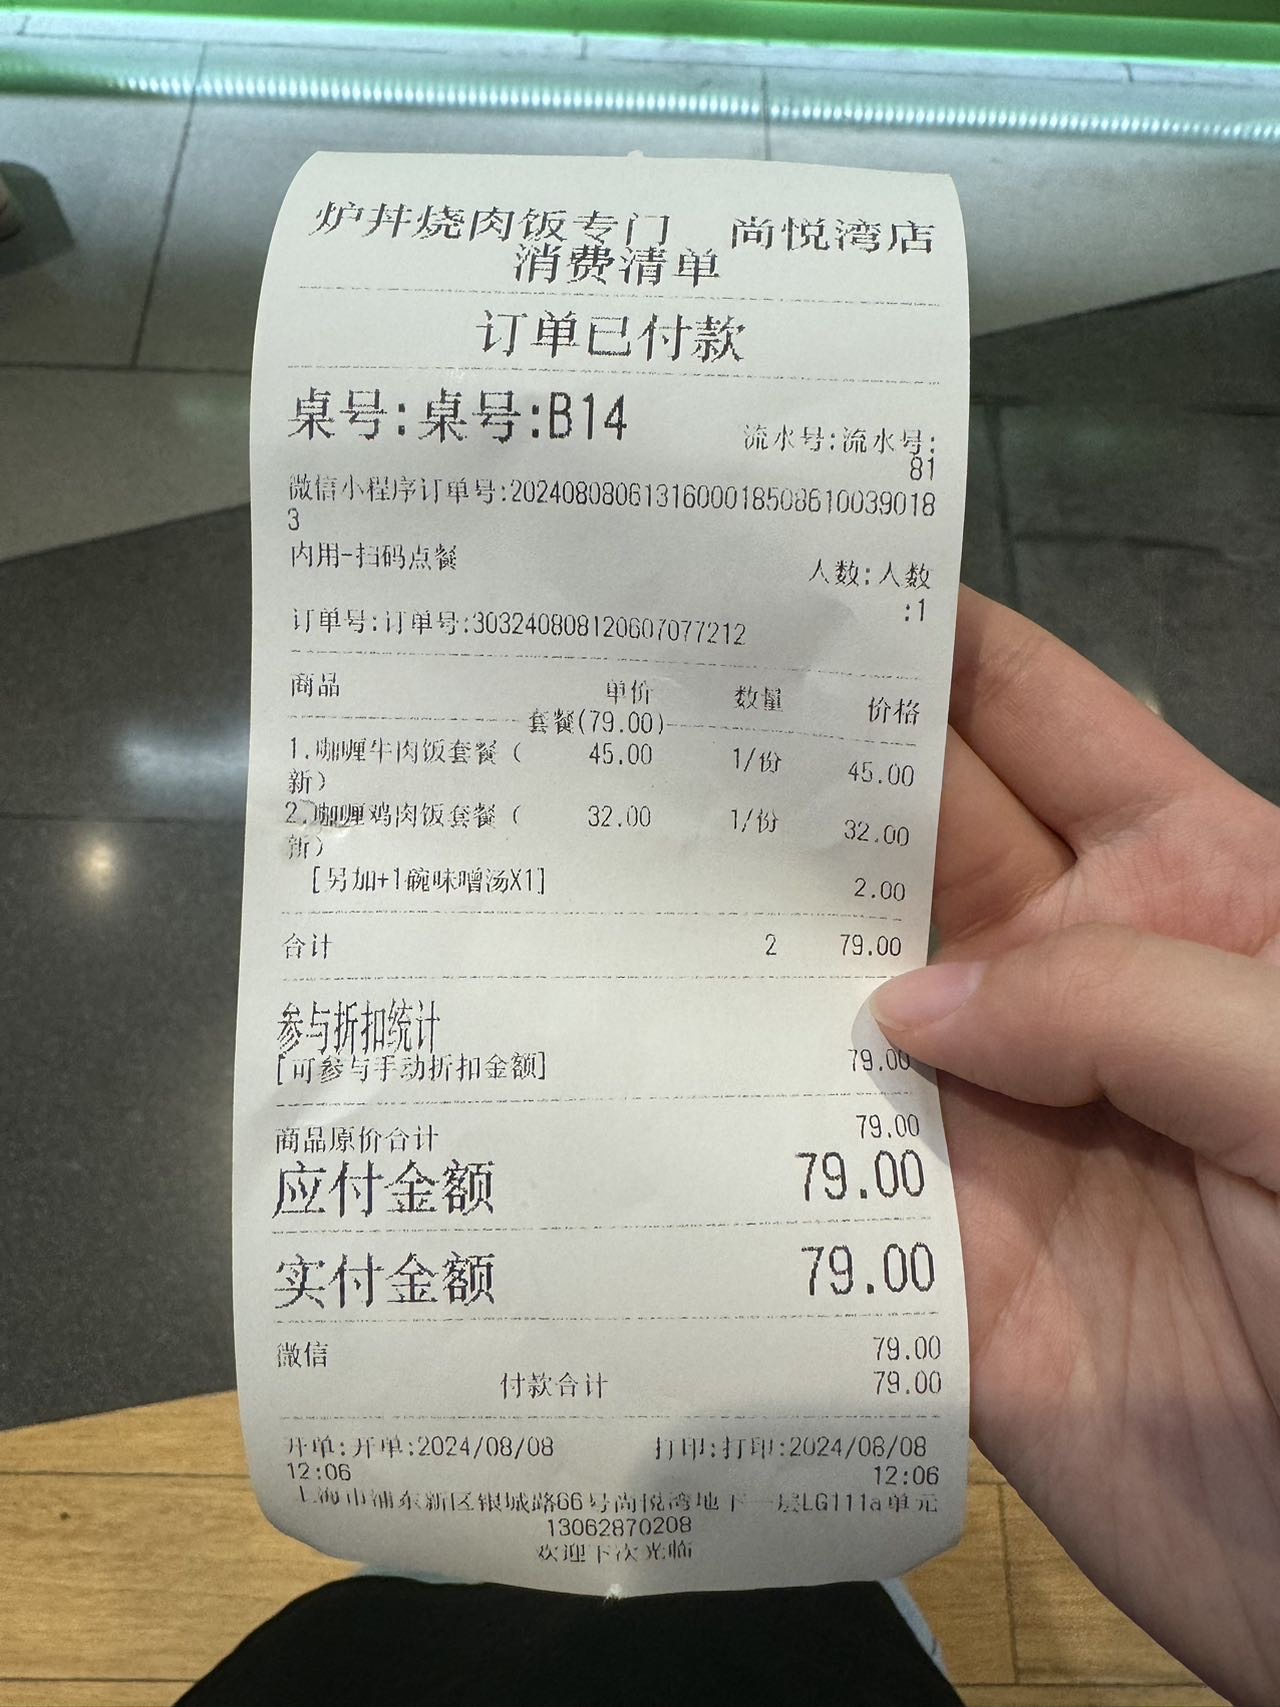 炉丼烧肉饭专门 尚悦湾店
消费清单
订单已付款
桌号:桌号:B14
流水号:流水号:
81
微信小程序订单号:2024080806131600018508610039018
3
内用-扫码点餐
人数:人数
:1
订单号:订单号:303240808120607077212
商品 单价 数量 价格
套餐(79.00)
1.咖喱牛肉饭套餐( 45.00 1/份 45.00
新)
2.咖喱鸡肉饭套餐( 32.00 1/份 32.00
新)
[另加+1碗味噌汤X1] 2.00
合计 2 79.00
参与折扣统计
[可参与手动折扣金额] 79.00
商品原价合计 79.00
应付金额 79.00
实付金额 79.00
微信 79.00
付款合计 79.00
开单:开单:2024/08/08 打印:打印:2024/08/08
12:06 12:06
上海市浦东新区银城路66号尚悦湾地下一层LG111a单元
13062870208
欢迎下次光临